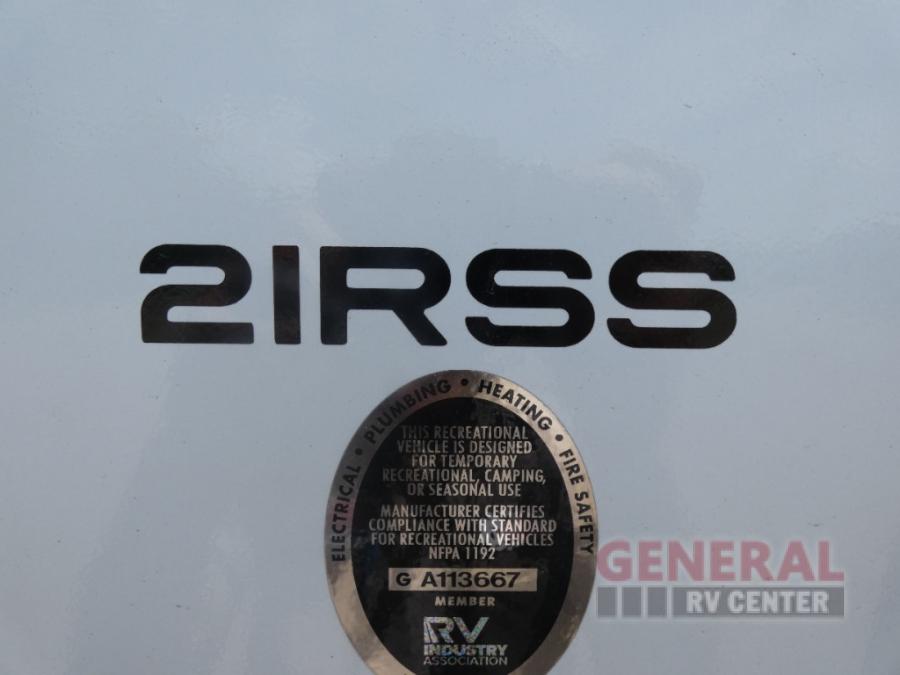 21RSS
ELECTRICAL • PLUMBING • HEATING • FIRE SAFETY
THIS RECREATIONAL
VEHICLE IS DESIGNED
FOR TEMPORARY
RECREATIONAL, CAMPING,
OR SEASONAL USE
MANUFACTURER CERTIFIES
COMPLIANCE WITH STANDARD
FOR RECREATIONAL VEHICLES
NFPA 1192
G A113667
MEMBER
RV
INDUSTRY
ASSOCIATION
GENERAL
RV CENTER